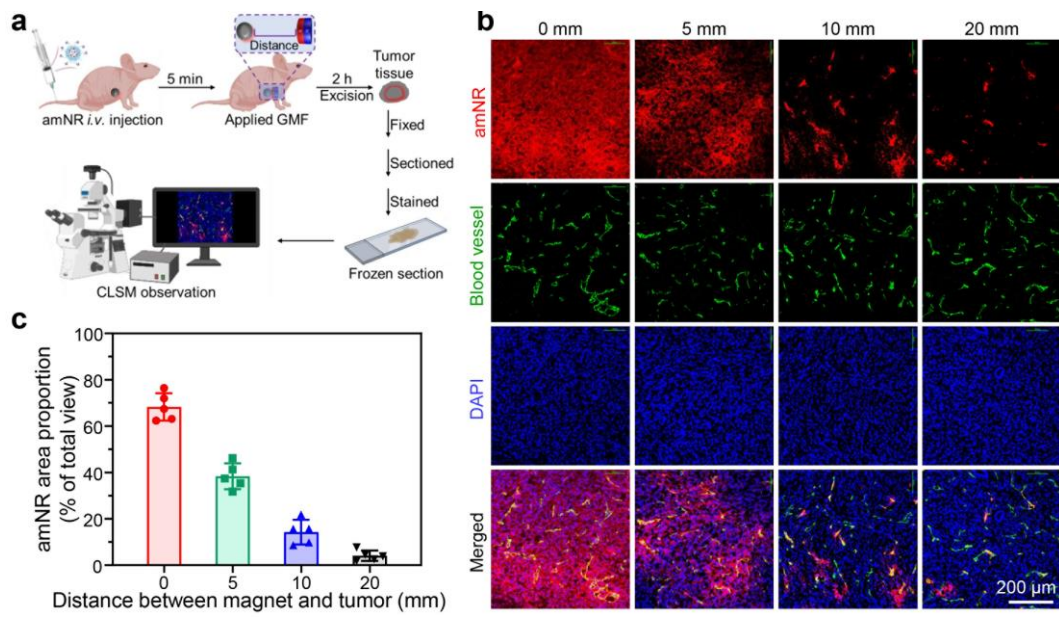 a
Distance
5 min
2 h
Excision
Tumor
tissue
amNR i.v. injection
Applied GMF
Fixed
Sectioned
Stained
Frozen section
CLSM observation
b
0 mm
5 mm
10 mm
20 mm
amNR
Blood vessel
DAPI
Merged
200 μm
c
amNR area proportion
(% of total view)
100
80
60
40
20
0
0
5
10
20
Distance between magnet and tumor (mm)